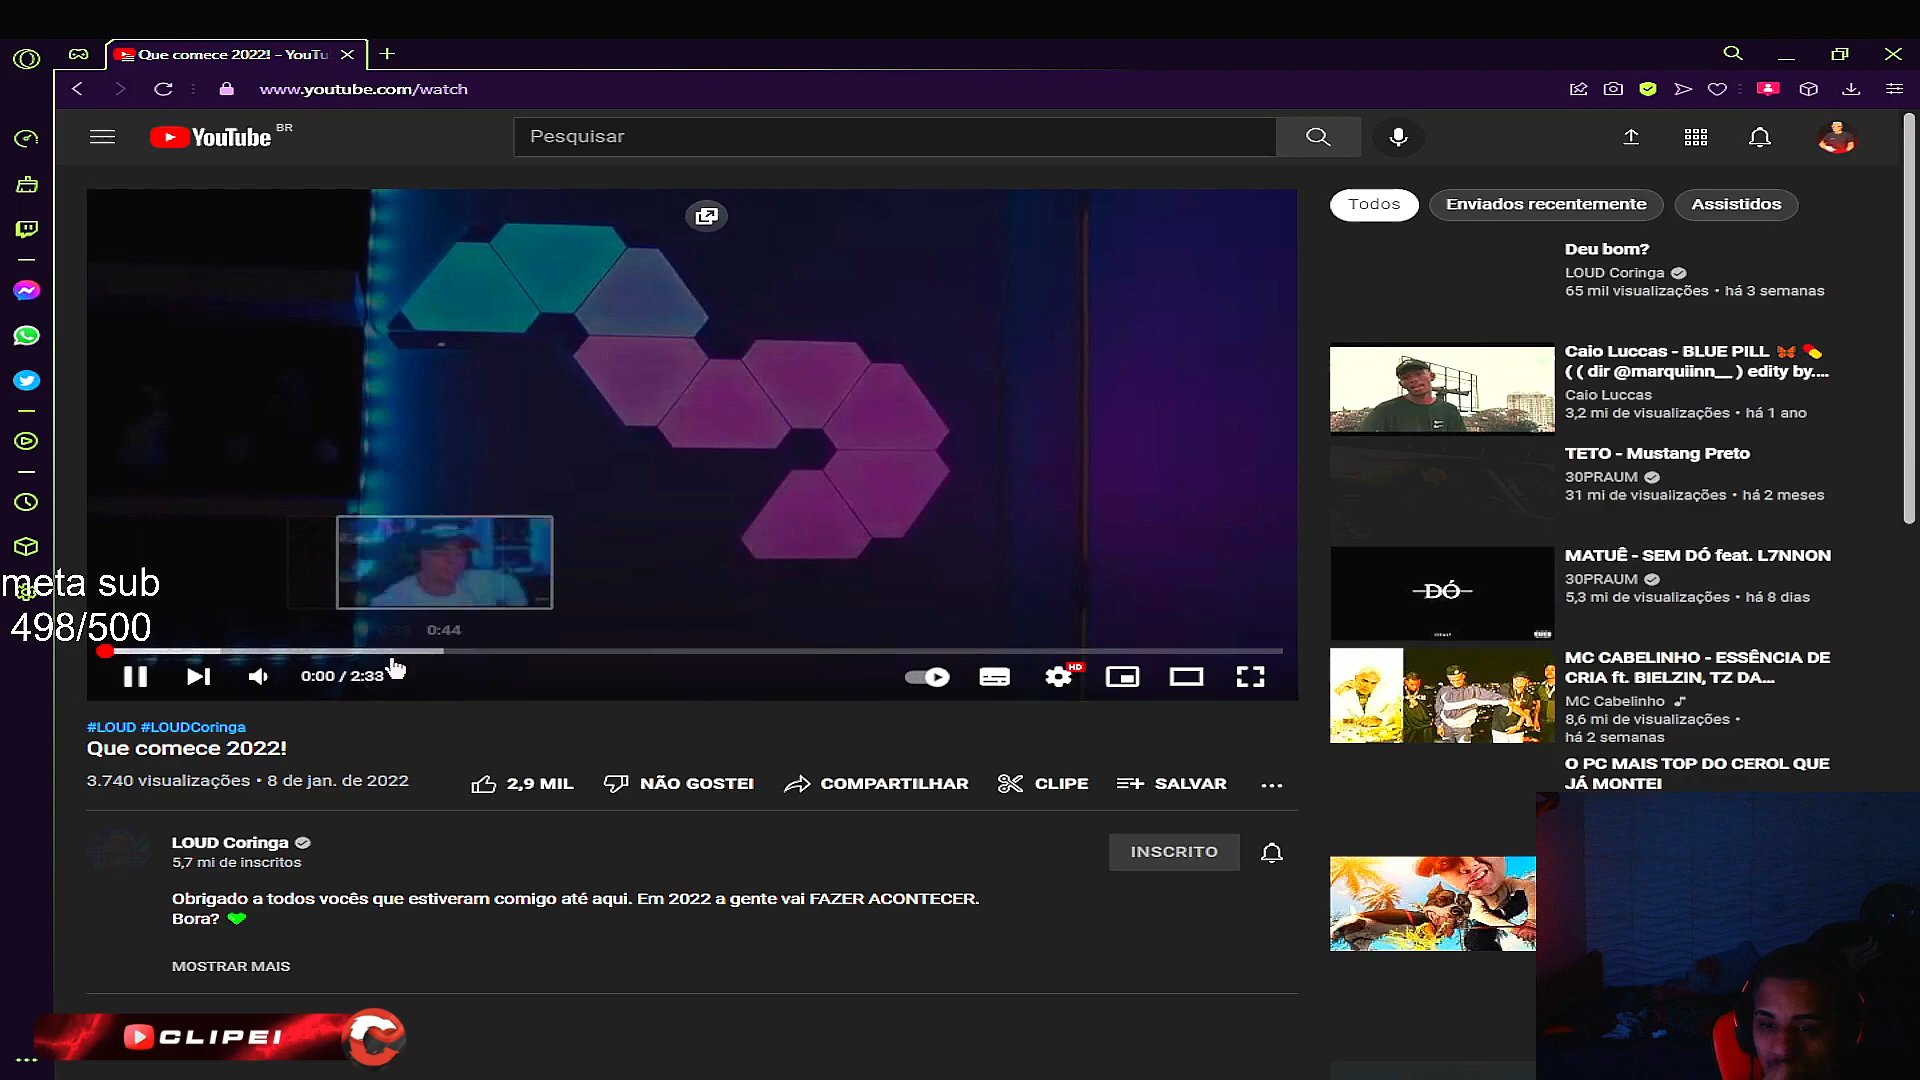 Que comece 2022! - YouTu
www.youtube.com/watch
YouTube BR
Pesquisar
Todos
Enviados recentemente
Assistidos
Deu bom?
LOUD Coringa
65 mil visualizações • há 3 semanas
Caio Luccas - BLUE PILL
( ( dir @marquiinn__ ) edity by....
Caio Luccas
3,2 mi de visualizações • há 1 ano
TETO - Mustang Preto
30PRAUM
31 mi de visualizações • há 2 meses
MATUÊ - SEM DÓ feat. L7NNON
30PRAUM
5,3 mi de visualizações • há 8 dias
-DÓ-
MC CABELINHO - ESSÊNCIA DE
CRIA ft. BIELZIN, TZ DA...
MC Cabelinho
8,6 mi de visualizações •
há 2 semanas
O PC MAIS TOP DO CEROL QUE
JÁ MONTEI
meta sub
498/500
0:38
0:44
0:00 / 2:33
HD
#LOUD #LOUDCoringa
Que comece 2022!
3.740 visualizações • 8 de jan. de 2022
2,9 MIL
NÃO GOSTEI
COMPARTILHAR
CLIPE
SALVAR
LOUD Coringa
5,7 mi de inscritos
INSCRITO
Obrigado a todos vocês que estiveram comigo até aqui. Em 2022 a gente vai FAZER ACONTECER.
Bora?
MOSTRAR MAIS
CLIPEI